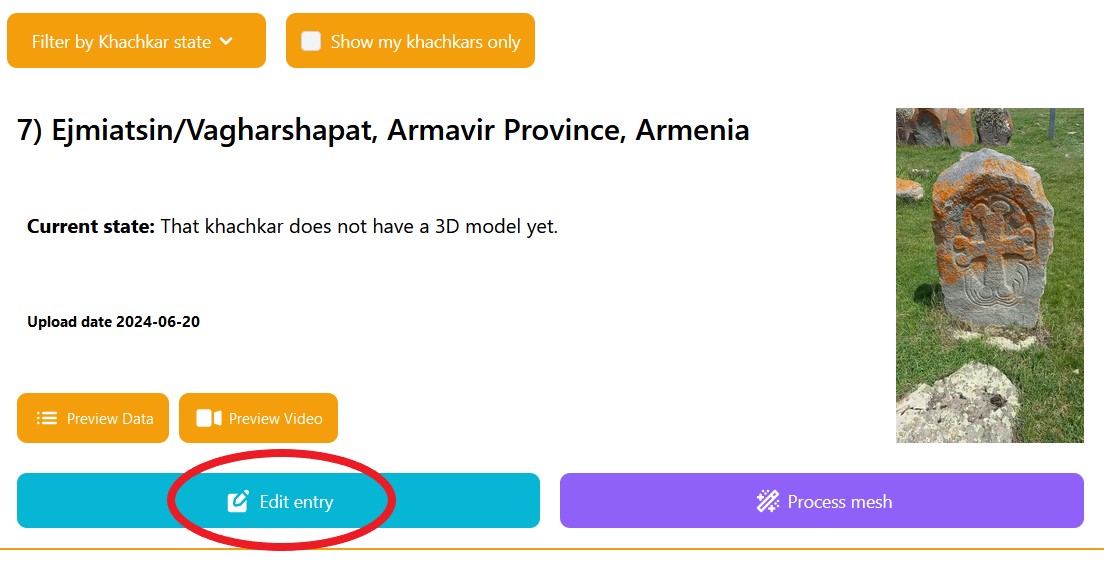 Filter by Khachkar state
Show my khachkars only
7) Ejmiatsin/Vagharshapat, Armavir Province, Armenia
Current state: That khachkar does not have a 3D model yet.
Upload date 2024-06-20
Preview Data
Preview Video
Edit entry
Process mesh